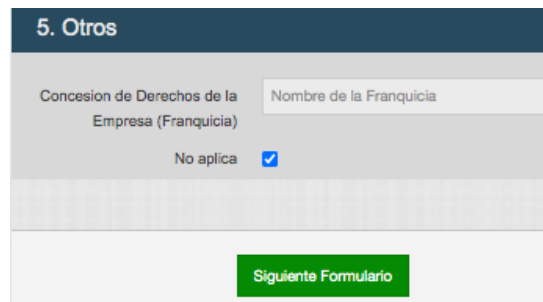 5. Otros
Concesion de Derechos de la
Empresa (Franquicia)
Nombre de la Franquicia
No aplica
Siguiente Formulario